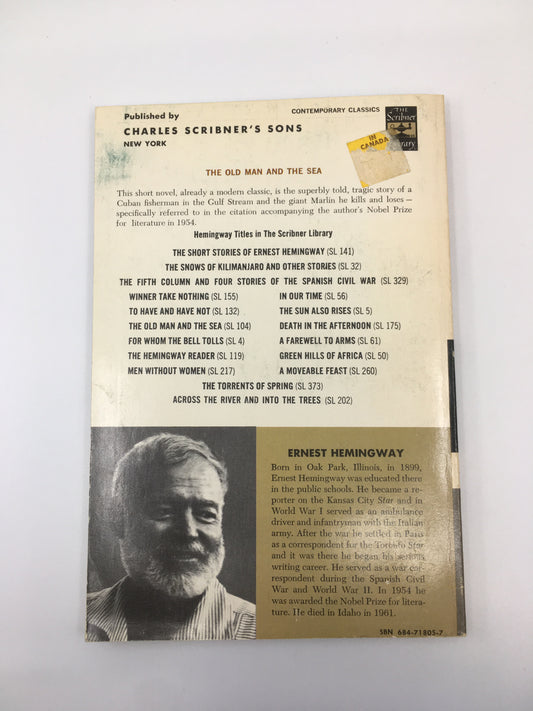 Published by
CHARLES SCRIBNER'S SONS
NEW YORK
CONTEMPORARY CLASSICS
THE
Scribner
Library
IN
CANADA
THE OLD MAN AND THE SEA
This short novel, already a modern classic, is the superbly told, tragic story of a
Cuban fisherman in the Gulf Stream and the giant Marlin he kills and loses—
specifically referred to in the citation accompanying the author's Nobel Prize
for literature in 1954.
Hemingway Titles in The Scribner Library
THE SHORT STORIES OF ERNEST HEMINGWAY (SL 141)
THE SNOWS OF KILIMANJARO AND OTHER STORIES (SL 32)
THE FIFTH COLUMN AND FOUR STORIES OF THE SPANISH CIVIL WAR (SL 329)
WINNER TAKE NOTHING (SL 155)
IN OUR TIME (SL 56)
TO HAVE AND HAVE NOT (SL 132)
THE SUN ALSO RISES (SL 5)
THE OLD MAN AND THE SEA (SL 104)
DEATH IN THE AFTERNOON (SL 175)
FOR WHOM THE BELL TOLLS (SL 4)
A FAREWELL TO ARMS (SL 61)
THE HEMINGWAY READER (SL 119)
GREEN HILLS OF AFRICA (SL 50)
MEN WITHOUT WOMEN (SL 217)
A MOVEABLE FEAST (SL 260)
THE TORRENTS OF SPRING (SL 373)
ACROSS THE RIVER AND INTO THE TREES (SL 202)
ERNEST HEMINGWAY
Born in Oak Park, Illinois, in 1899,
Ernest Hemingway was educated there
in the public schools. He became a re-
porter on the Kansas City Star and in
World War I served as an ambulance
driver and infantryman with the Italian
army. After the war he settled in Paris
as a correspondent for the Toronto Star
and it was there he began his serious
writing career. He served as a war cor-
respondent during the Spanish Civil
War and World War II. In 1954 he
was awarded the Nobel Prize for litera-
ture. He died in Idaho in 1961.
SBN 684-71805-7